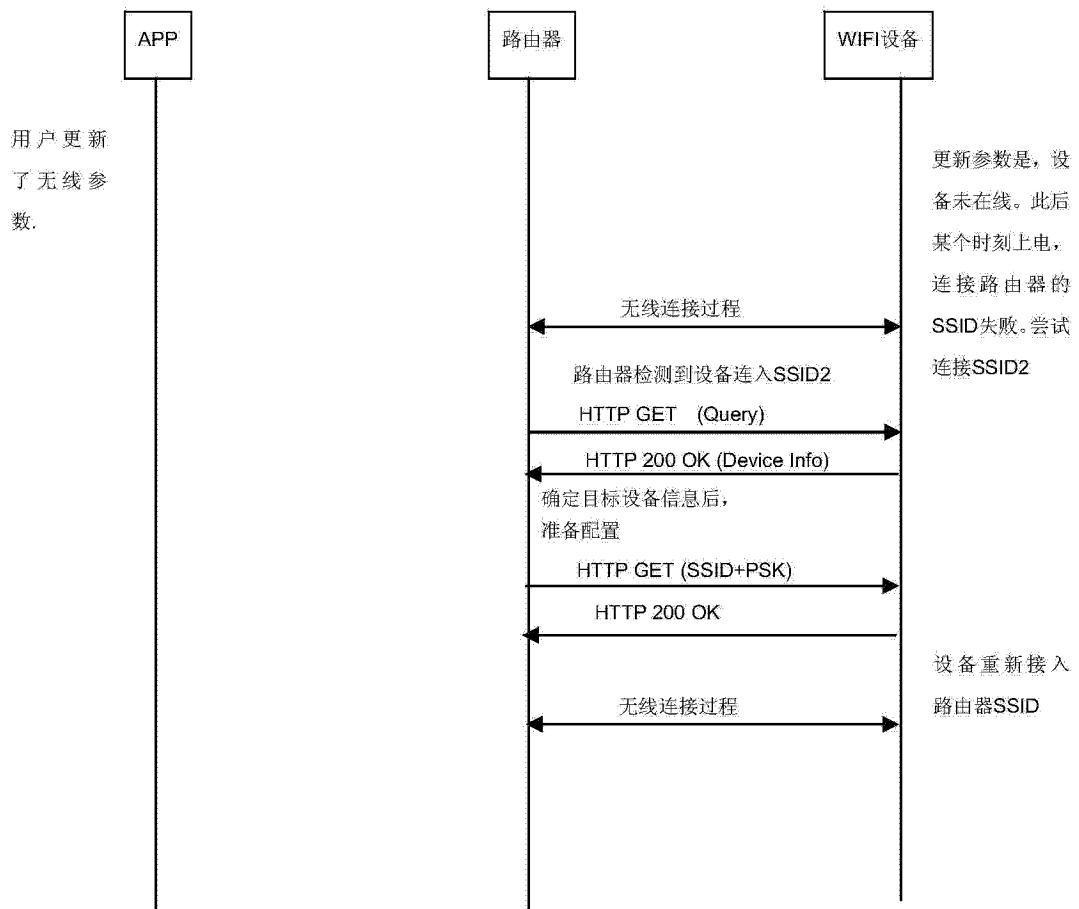 APP
路由器
WIFI设备
用户更新
了无线参
数.
更新参数是，设
备未在线。此后
某个时刻上电，
连接路由器的
SSID失败。尝试
连接SSID2
无线连接过程
路由器检测到设备连入SSID2
HTTP GET (Query)
HTTP 200 OK (Device Info)
确定目标设备信息后，
准备配置
HTTP GET (SSID+PSK)
HTTP 200 OK
设备重新接入
路由器SSID
无线连接过程